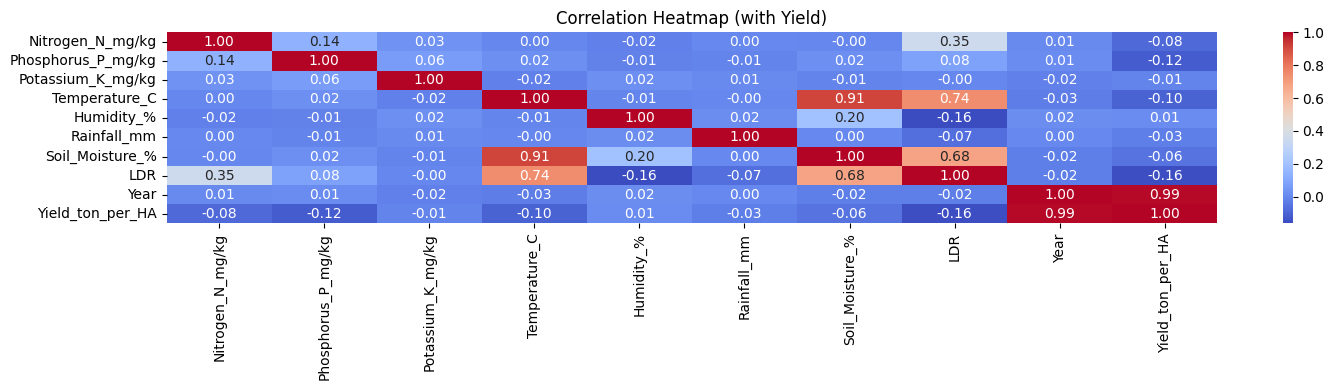 Correlation Heatmap (with Yield)
Nitrogen_N_mg/kg 1.00 0.14 0.03 0.00 -0.02 0.00 -0.00 0.35 0.01 -0.08
Phosphorus_P_mg/kg 0.14 1.00 0.06 0.02 -0.01 -0.01 0.02 0.08 0.01 -0.12
Potassium_K_mg/kg 0.03 0.06 1.00 -0.02 0.02 0.01 -0.01 -0.00 -0.02 -0.01
Temperature_C 0.00 0.02 -0.02 1.00 -0.01 -0.00 0.91 0.74 -0.03 -0.10
Humidity_% -0.02 -0.01 0.02 -0.01 1.00 0.02 0.20 -0.16 0.02 0.01
Rainfall_mm 0.00 -0.01 0.01 -0.00 0.02 1.00 0.00 -0.07 0.00 -0.03
Soil_Moisture_% -0.00 0.02 -0.01 0.91 0.20 0.00 1.00 0.68 -0.02 -0.06
LDR 0.35 0.08 -0.00 0.74 -0.16 -0.07 0.68 1.00 -0.02 -0.16
Year 0.01 0.01 -0.02 -0.03 0.02 0.00 -0.02 -0.02 1.00 0.99
Yield_ton_per_HA -0.08 -0.12 -0.01 -0.10 0.01 -0.03 -0.06 -0.16 0.99 1.00
Nitrogen_N_mg/kg
Phosphorus_P_mg/kg
Potassium_K_mg/kg
Temperature_C
Humidity_%
Rainfall_mm
Soil_Moisture_%
LDR
Year
Yield_ton_per_HA
1.0
0.8
0.6
0.4
0.2
0.0